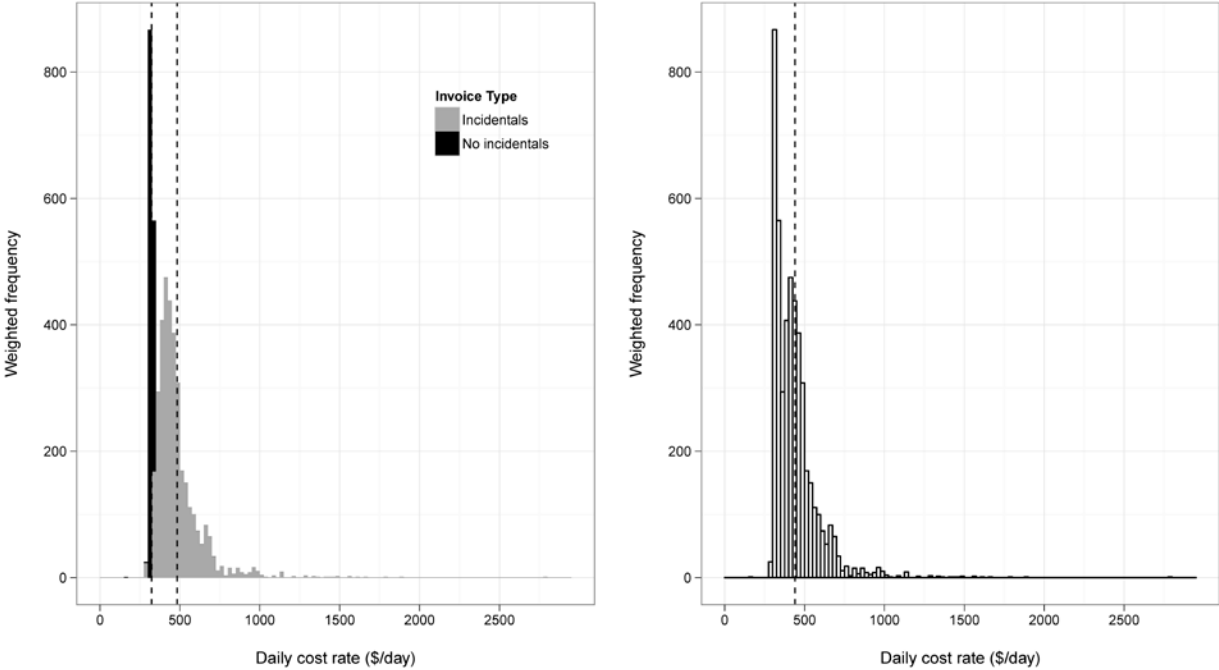 Weighted frequency
800
600
400
200
0
Invoice Type
Incidentals
No incidentals
0 500 1000 1500 2000 2500
Daily cost rate ($/day)
Weighted frequency
800
600
400
200
0
0 500 1000 1500 2000 2500
Daily cost rate ($/day)